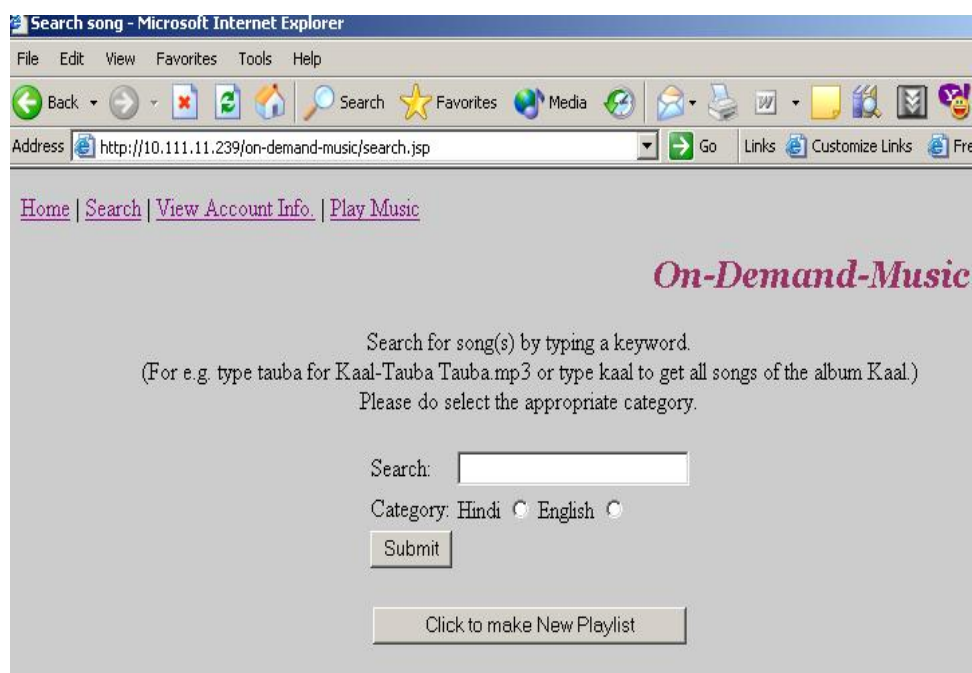 Search song - Microsoft Internet Explorer
File Edit View Favorites Tools Help
Back Search Favorites Media W
Address http://10.111.11.239/on-demand-music/search.jsp Go Links Customize Links Fre
Home | Search | View Account Info. | Play Music
On-Demand-Music
Search for song(s) by typing a keyword.
(For e.g. type tauba for Kaal-Tauba Tauba.mp3 or type kaal to get all songs of the album Kaal.)
Please do select the appropriate category.
Search:
Category: Hindi English
Submit
Click to make New Playlist